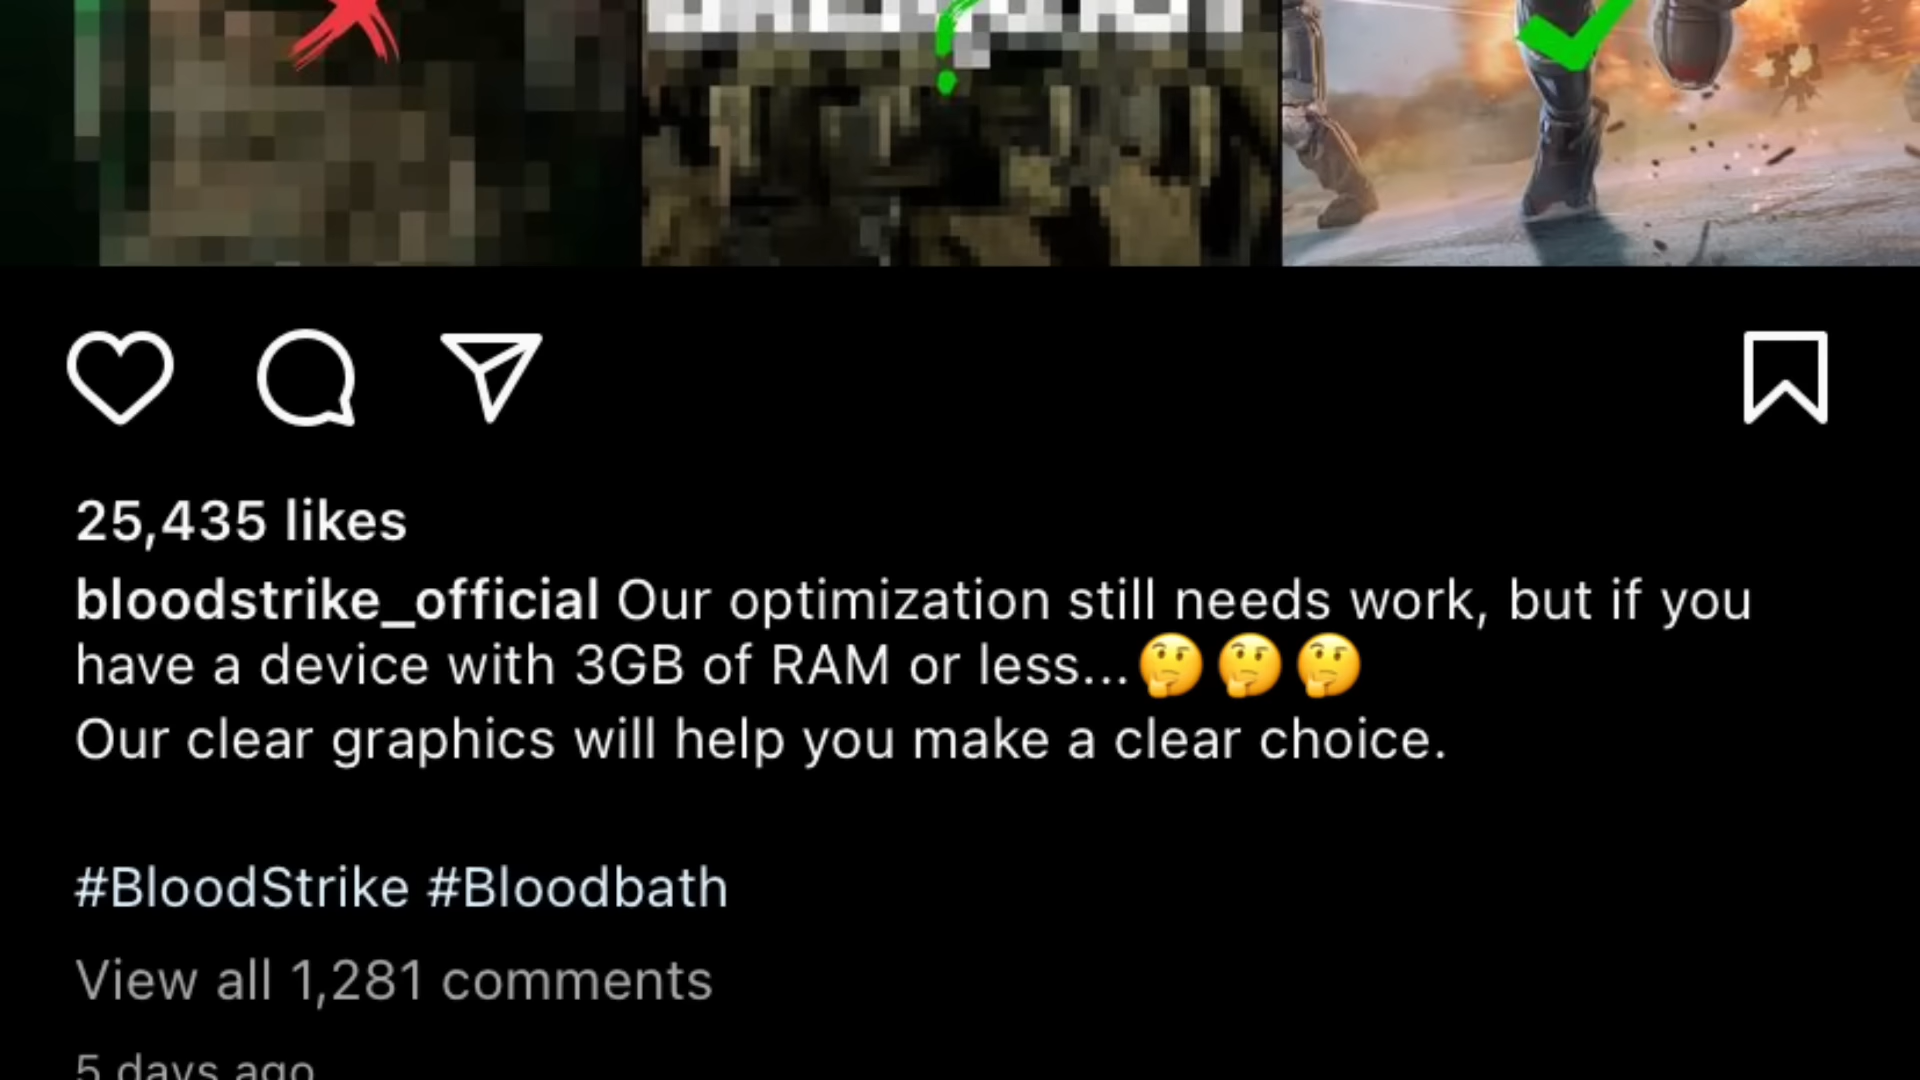 25,435 likes
bloodstrike_official Our optimization still needs work, but if you
have a device with 3GB of RAM or less...🤔🤔🤔
Our clear graphics will help you make a clear choice.
#BloodStrike #Bloodbath
View all 1,281 comments
5 days ago